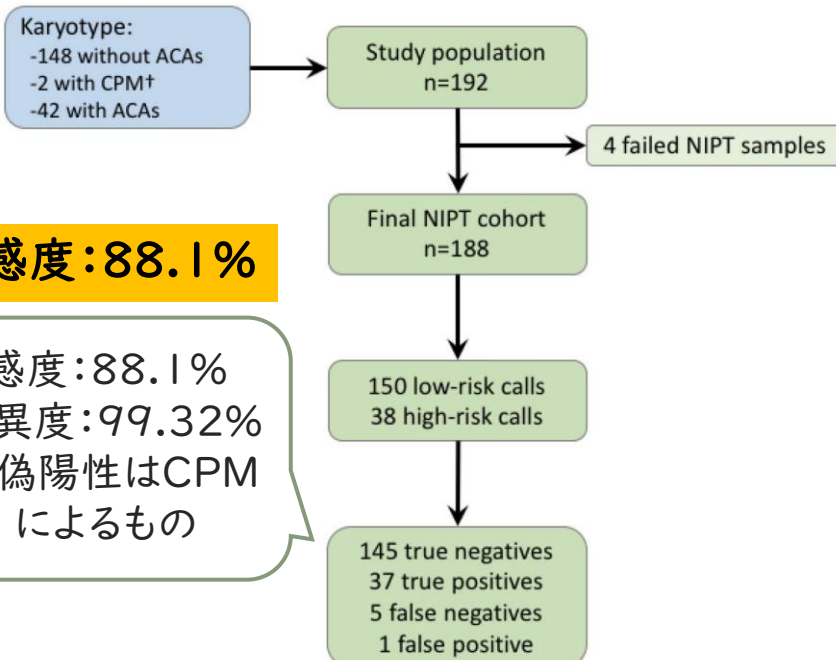 Karyotype:
-148 without ACAs
-2 with CPM†
-42 with ACAs
Study population
n=192
4 failed NIPT samples
Final NIPT cohort
n=188
感度：88.1%
感度：88.1%
異度：99.32%
偽陽性はCPM
によるもの
150 low-risk calls
38 high-risk calls
145 true negatives
37 true positives
5 false negatives
1 false positive